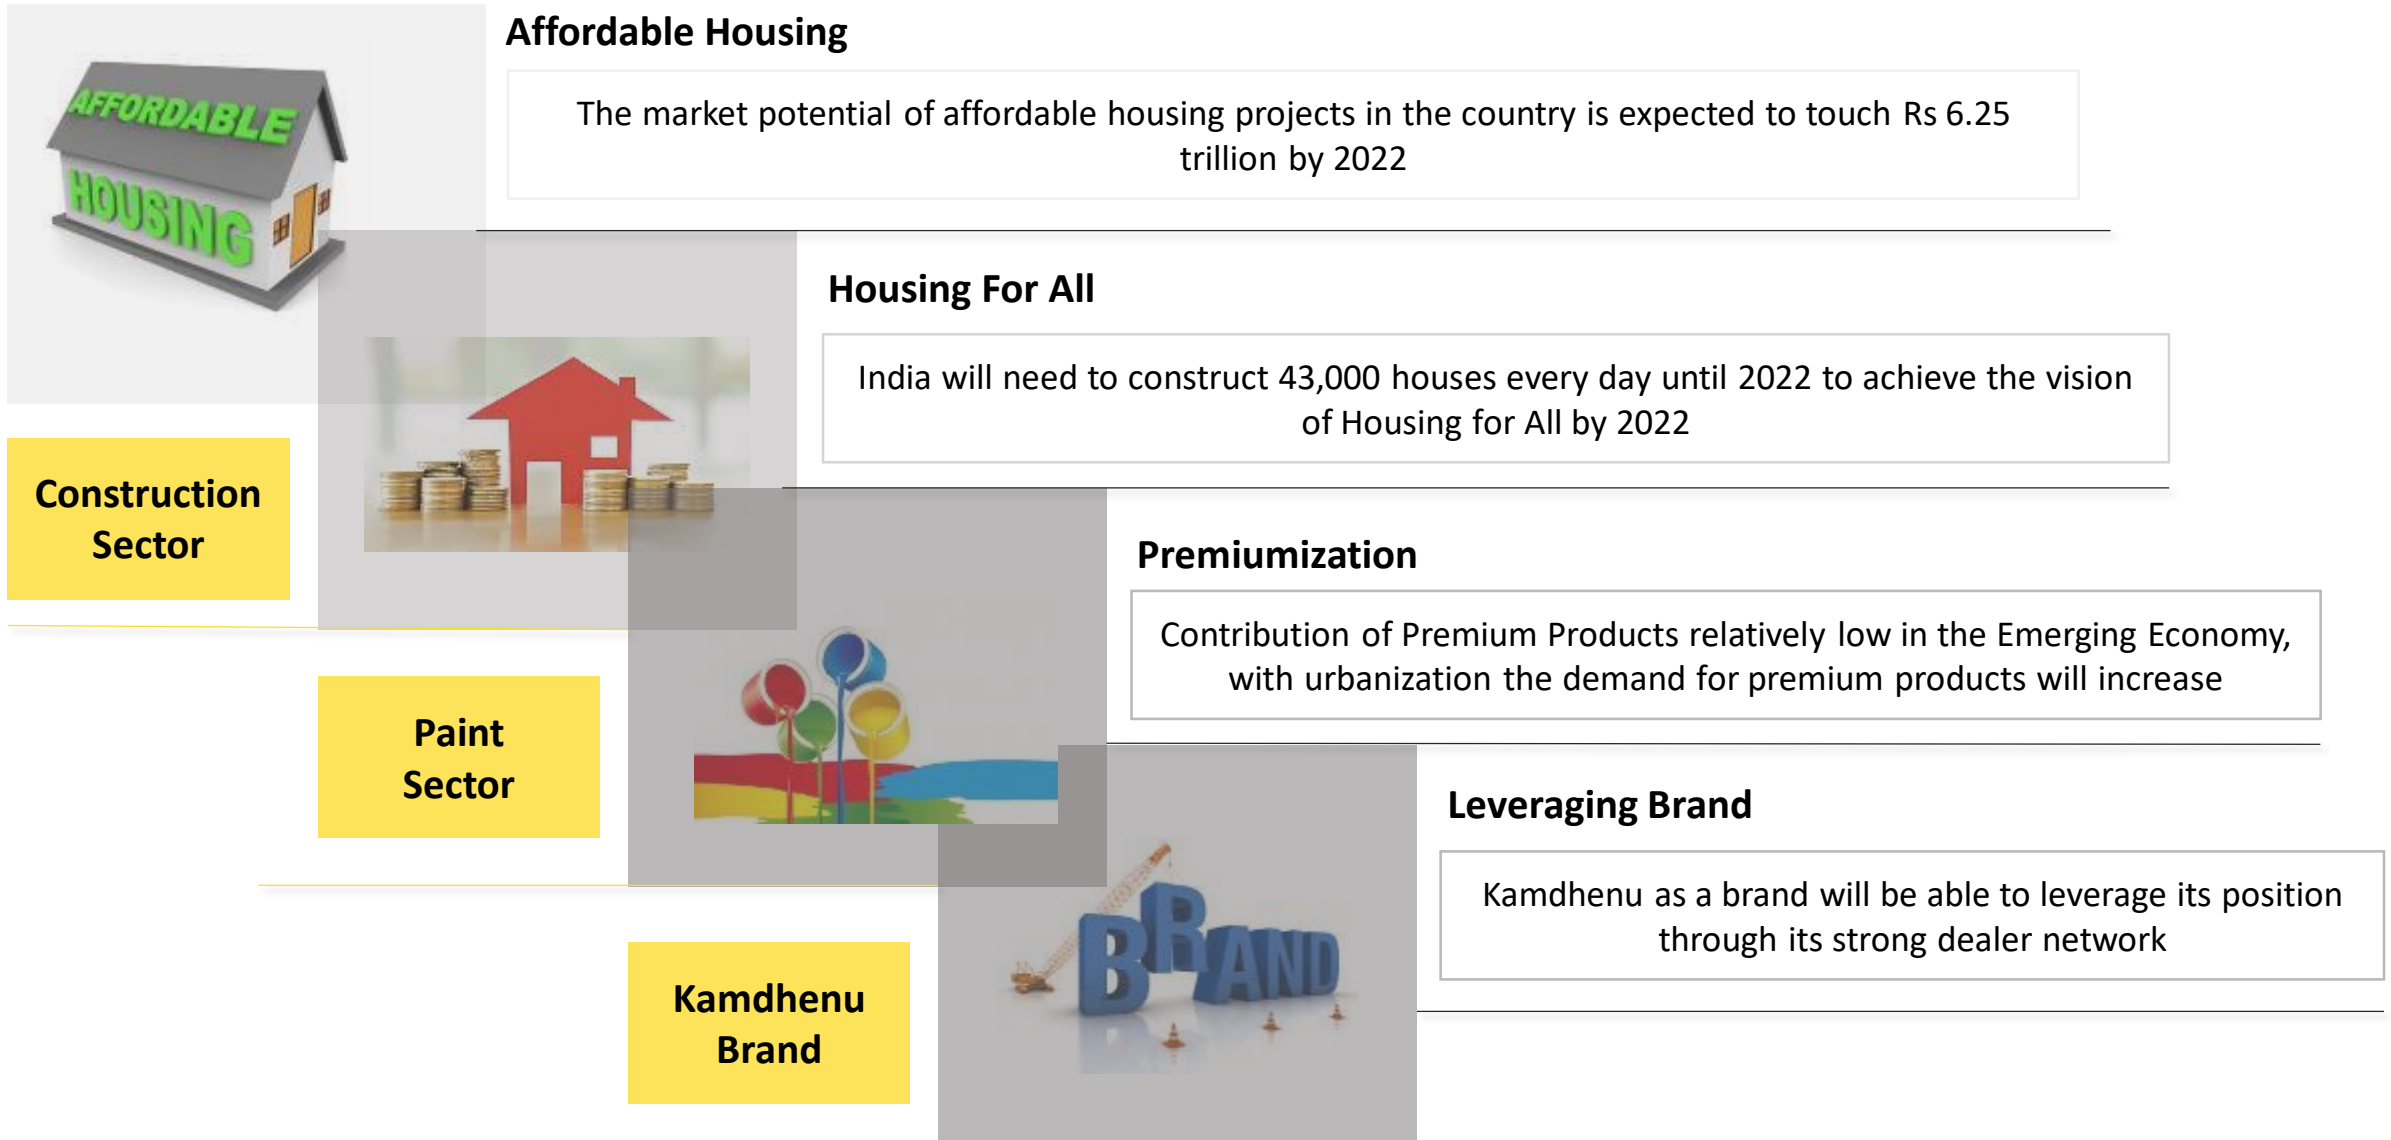 Affordable Housing
AFFORDABLE
HOUSING
The market potential of affordable housing projects in the country is expected to touch Rs 6.25
trillion by 2022
Housing For All
India will need to construct 43,000 houses every day until 2022 to achieve the vision
of Housing for All by 2022
Construction
Sector
Premiumization
Contribution of Premium Products relatively low in the Emerging Economy,
with urbanization the demand for premium products will increase
Paint
Sector
Leveraging Brand
Kamdhenu as a brand will be able to leverage its position
through its strong dealer network
BRAND
Kamdhenu
Brand